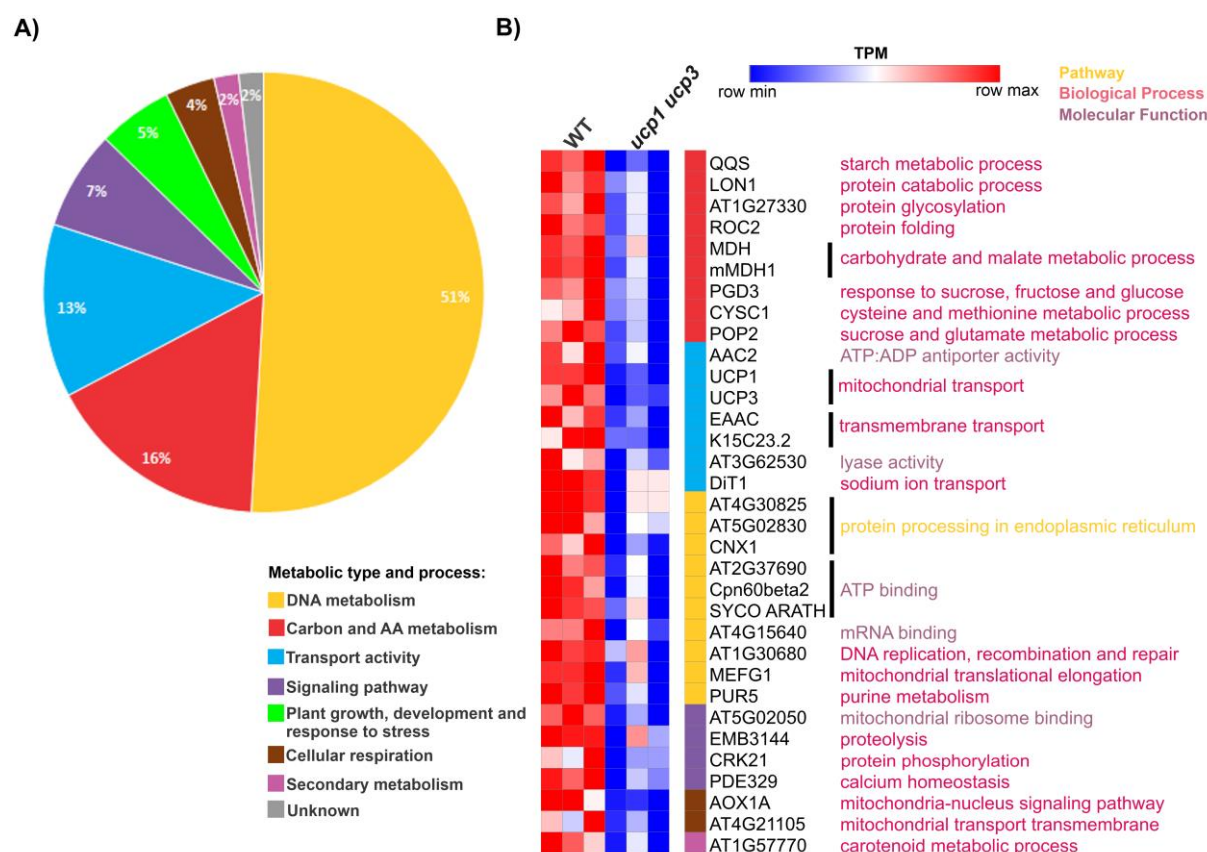 A)
51%
16%
13%
7%
5%
4%
2%
2%
Metabolic type and process:
DNA metabolism
Carbon and AA metabolism
Transport activity
Signaling pathway
Plant growth, development and
response to stress
Cellular respiration
Secondary metabolism
Unknown
B)
TPM
row min
row max
Pathway
Biological Process
Molecular Function
WT
ucp1 ucp3
QQS starch metabolic process
LON1 protein catabolic process
AT1G27330 protein glycosylation
ROC2 protein folding
MDH
carbohydrate and malate metabolic process
mMDH1
PGD3 response to sucrose, fructose and glucose
CYSC1 cysteine and methionine metabolic process
POP2 sucrose and glutamate metabolic process
AAC2 ATP:ADP antiporter activity
UCP1
mitochondrial transport
UCP3
EAAC
transmembrane transport
K15C23.2
AT3G62530 lyase activity
DiT1 sodium ion transport
AT4G30825
AT5G02830 protein processing in endoplasmic reticulum
CNX1
AT2G37690
Cpn60beta2 ATP binding
SYCO ARATH
AT4G15640 mRNA binding
AT1G30680 DNA replication, recombination and repair
MEFG1 mitochondrial translational elongation
PUR5 purine metabolism
AT5G02050 mitochondrial ribosome binding
EMB3144 proteolysis
CRK21 protein phosphorylation
PDE329 calcium homeostasis
AOX1A mitochondria-nucleus signaling pathway
AT4G21105 mitochondrial transport transmembrane
AT1G57770 carotenoid metabolic process